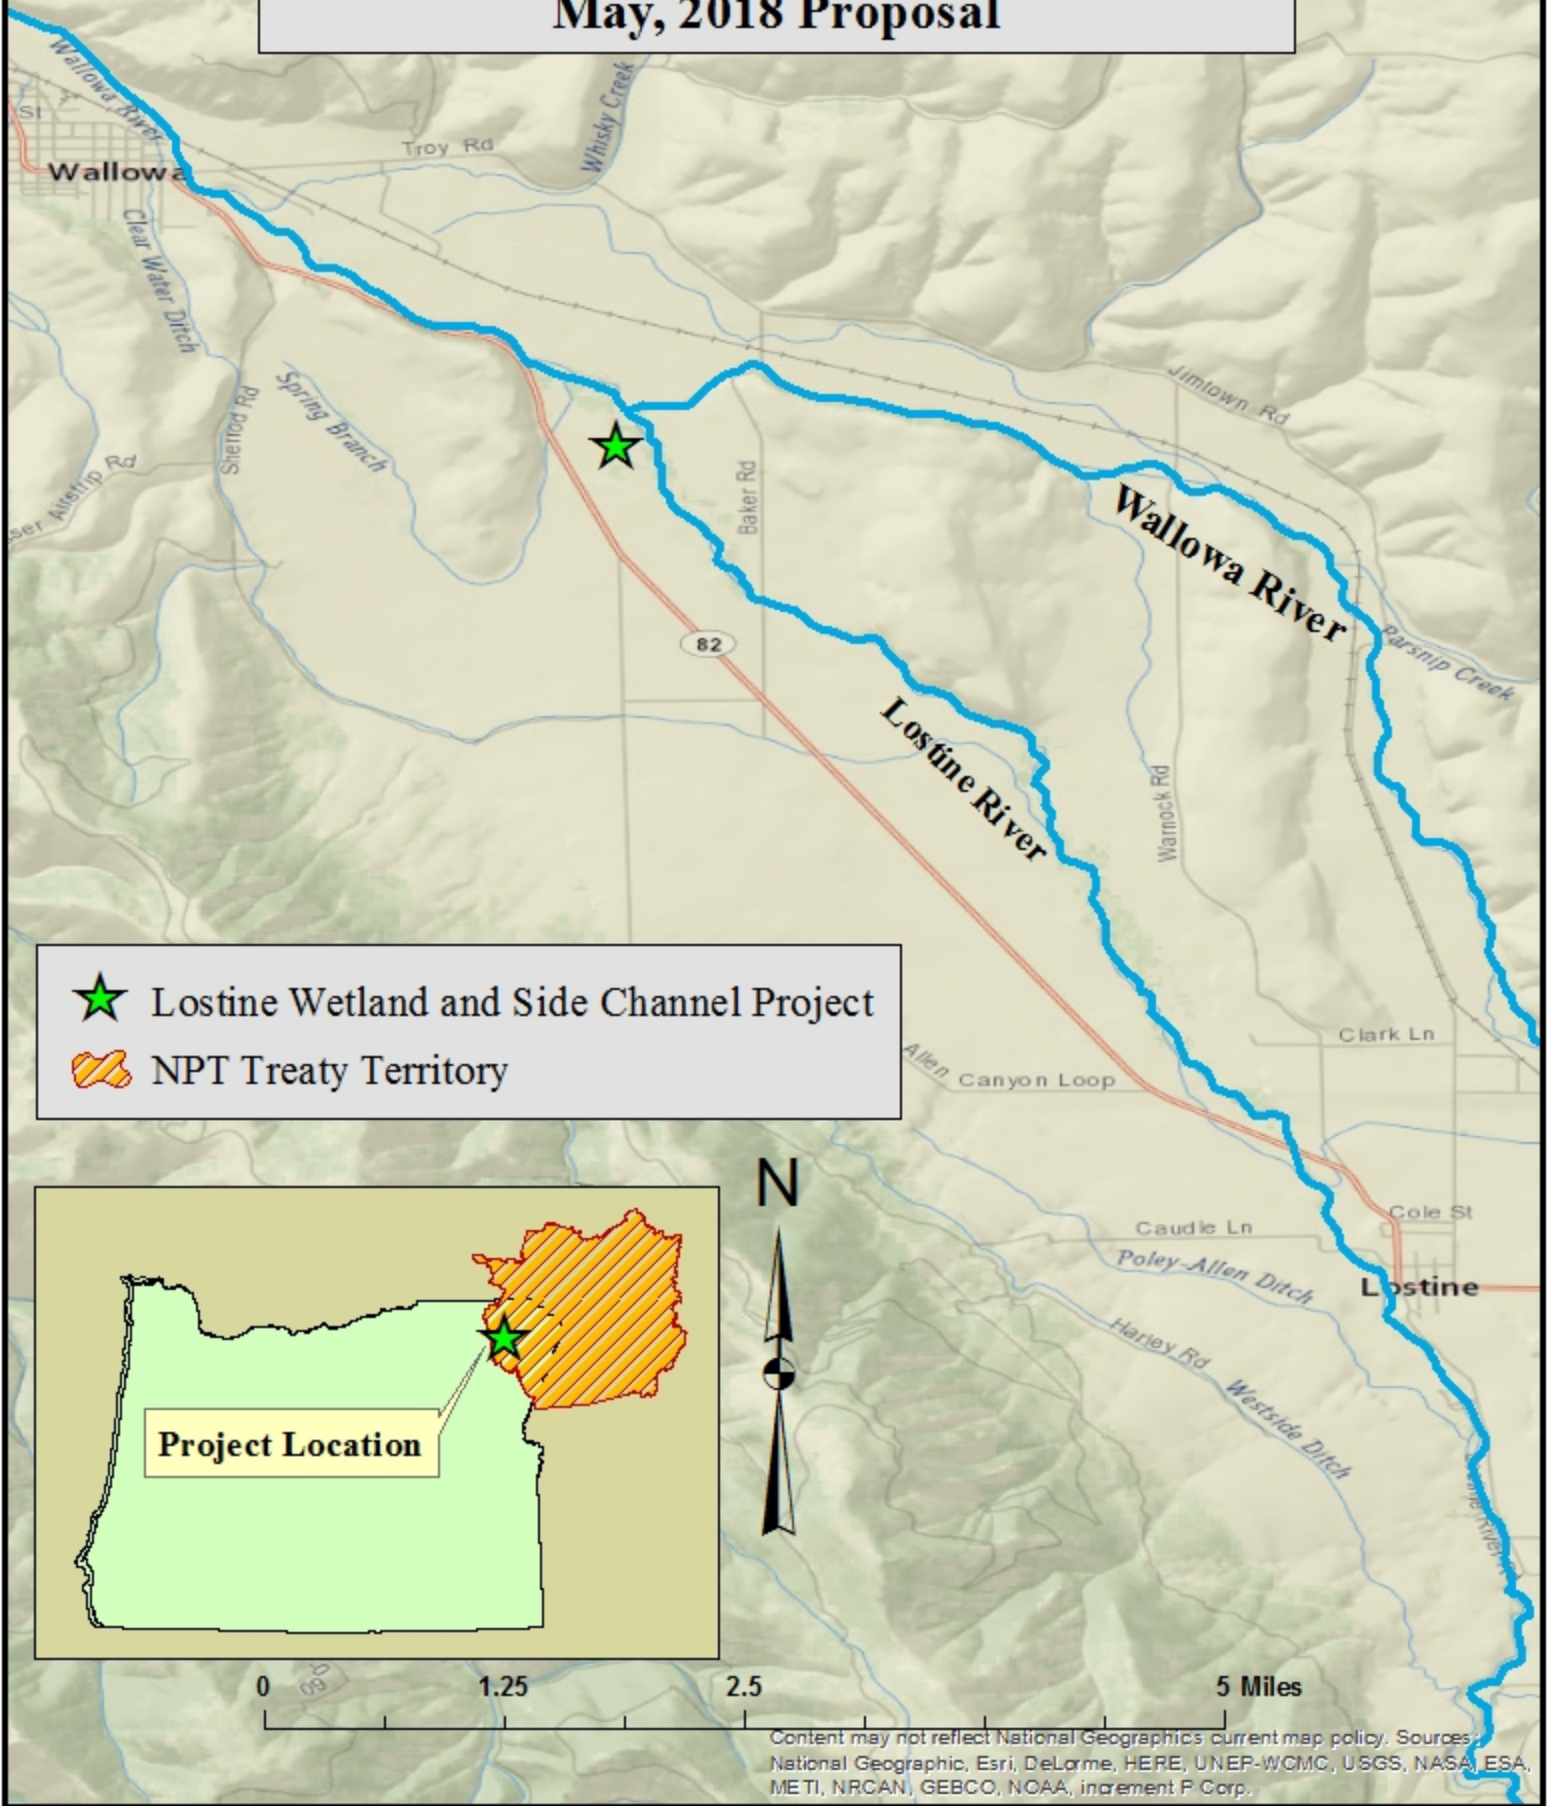 May, 2018 Proposal
Wallowa River
St
Wallowa
Troy Rd
Whisky Creek
Clear Water Ditch
Spring Branch
Sherrod Rd
Airstrip Rd
Baker Rd
Jimtown Rd
Wallowa River
Parsnip Creek
82
Lostine River
Warnock Rd
Lostine Wetland and Side Channel Project
NPT Treaty Territory
Clark Ln
Allen Canyon Loop
N
Cole St
Caudle Ln
Poley-Allen Ditch
Lostine
Harley Rd
Westside Ditch
Project Location
0 1.25 2.5 5 Miles
Content may not reflect National Geographics current map policy. Sources:
National Geographic, Esri, DeLorme, HERE, UNEP-WCMC, USGS, NASA, ESA,
METI, NRCAN, GEBCO, NOAA, increment P Corp.